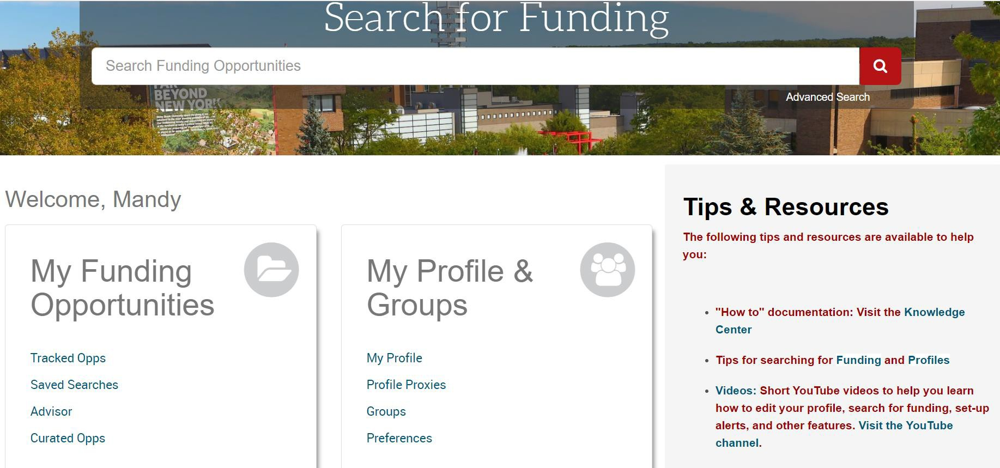 Search for Funding
Search Funding Opportunities
Advanced Search
BEYOND
NEW YORK
Welcome, Mandy
My Funding
Opportunities
Tracked Opps
Saved Searches
Advisor
Curated Opps
My Profile &
Groups
My Profile
Profile Proxies
Groups
Preferences
Tips & Resources
The following tips and resources are available to help
you:
"How to" documentation: Visit the Knowledge
Center
Tips for searching for Funding and Profiles
Videos: Short YouTube videos to help you learn
how to edit your profile, search for funding, set-up
alerts, and other features. Visit the YouTube
channel.